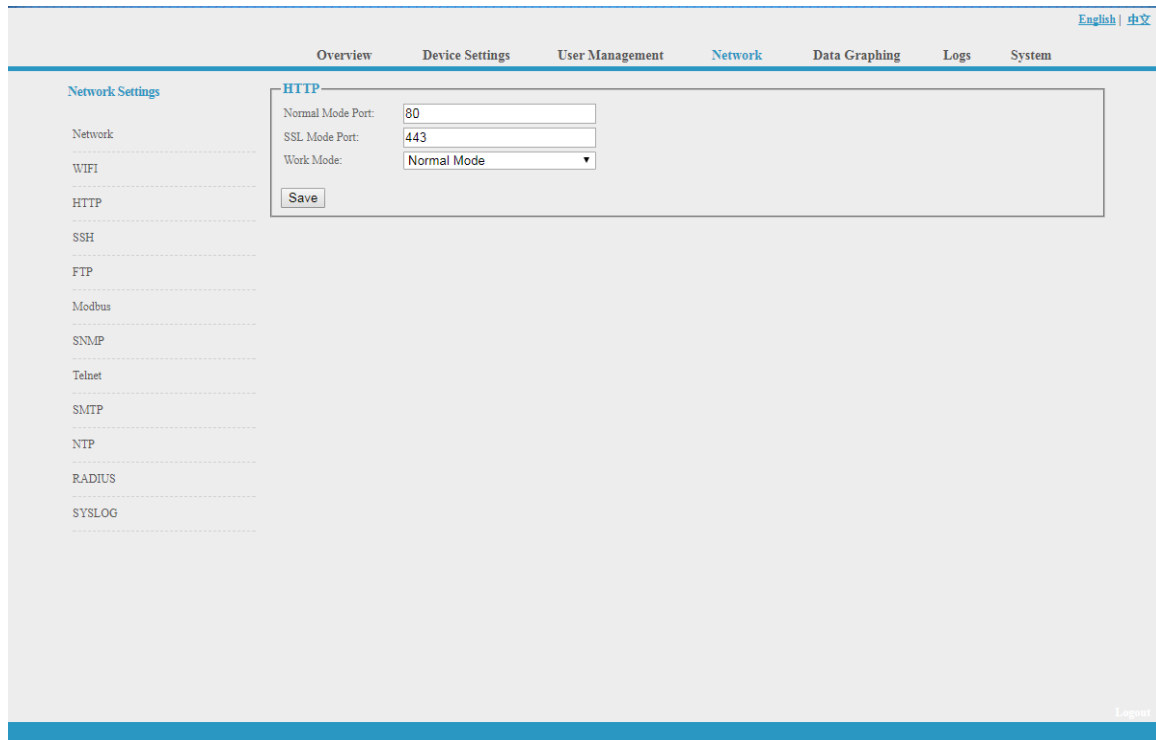 English | 中文
Overview Device Settings User Management Network Data Graphing Logs System
Network Settings
HTTP
Normal Mode Port: 80
SSL Mode Port: 443
Work Mode: Normal Mode
Save
Network
WIFI
HTTP
SSH
FTP
Modbus
SNMP
Telnet
SMTP
NTP
RADIUS
SYSLOG
Logout